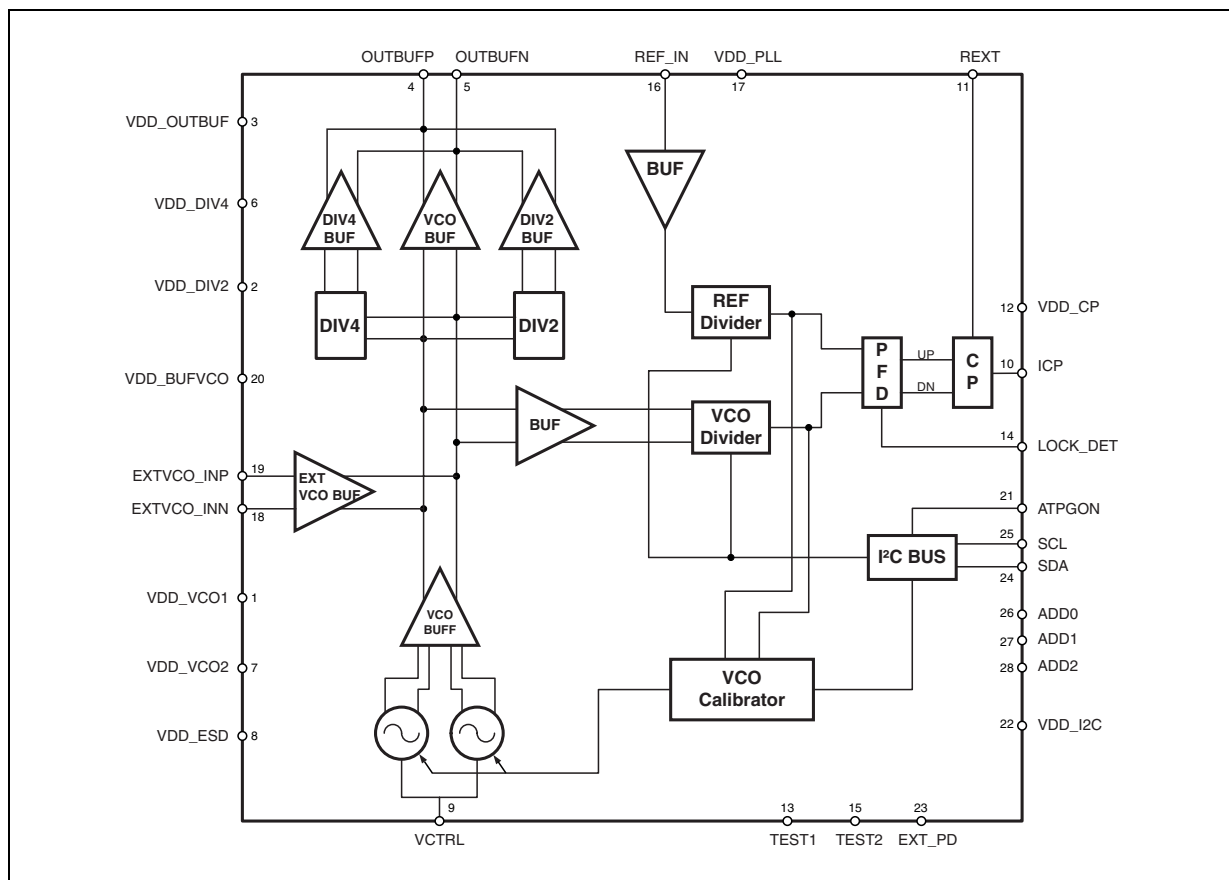 OUTBUFP OUTBUFN REF_IN VDD_PLL REXT
4 5 16 17 11
VDD_OUTBUF 3
BUF
VDD_DIV4 6
DIV4 BUF
VCO BUF
DIV2 BUF
VDD_DIV2 2
DIV4
DIV2
REF
Divider
12 VDD_CP
P
F
D
UP
DN
C
P
10 ICP
VDD_BUFVCO 20
BUF
VCO
Divider
14 LOCK_DET
EXTVCO_INP 19
EXT
VCO BUF
EXTVCO_INN 18
21 ATPGON
25 SCL
I²C BUS
SDA
24
VDD_VCO1 1
VCO
BUFF
26 ADD0
27 ADD1
28 ADD2
VDD_VCO2 7
VCO
Calibrator
22 VDD_I2C
VDD_ESD 8
9 13 15 23
VCTRL TEST1 TEST2 EXT_PD